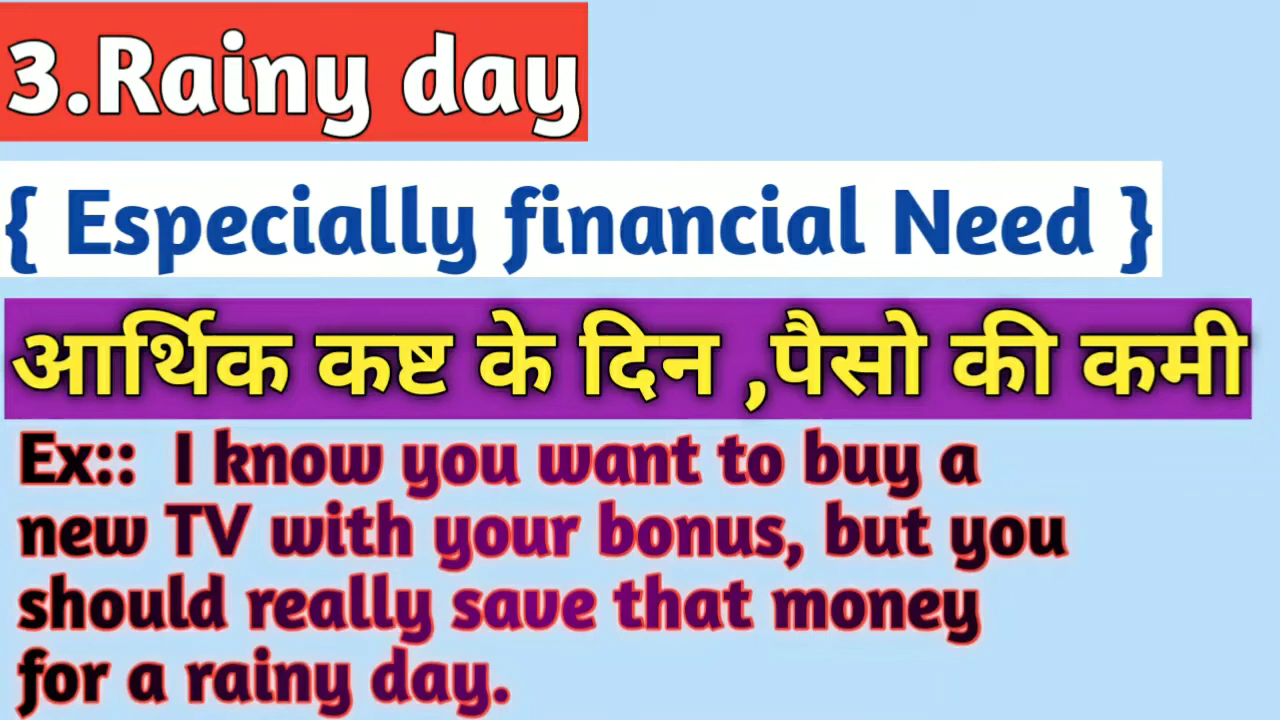 3.Rainy day
{ Especially financial Need }
आर्थिक कष्ट के दिन ,पैसो की कमी
Ex:: I know you want to buy a
new TV with your bonus, but you
should really save that money
for a rainy day.